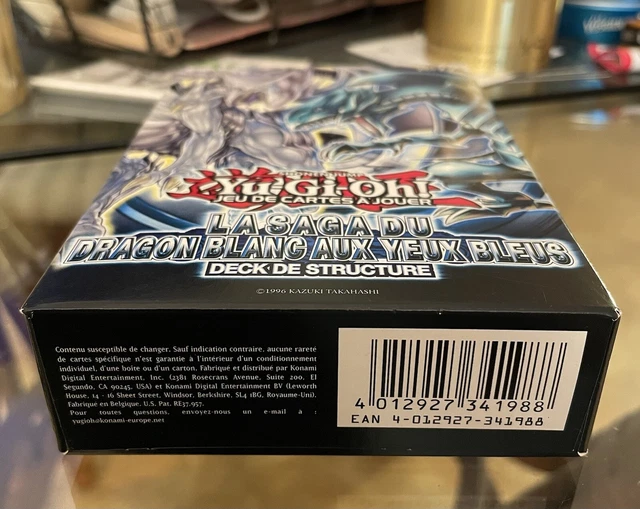 Yu-Gi-Oh!
JEU DE CARTES À JOUER
LA SAGA DU
DRAGON BLANC AUX YEUX BLEUS
DECK DE STRUCTURE
©1996 KAZUKI TAKAHASHI
Contenu susceptible de changer. Sauf indication contraire, aucune rareté
de cartes spécifique n'est garantie à l'intérieur d'un conditionnement
individuel, d'une boîte ou d'un carton. Fabriqué et distribué par Konami
Digital Entertainment, Inc. (2381 Rosecrans Avenue, Suite 200, El
Segundo, CA 90245, USA) et Konami Digital Entertainment BV (Leworth
House, 14 - 16 Sheet Street, Windsor, Berkshire, SL4 1BG, Royaume-Uni).
Fabriqué en Belgique. U.S. Pat. RE37,957.
Pour toutes questions, envoyez-nous un e-mail à :
yugioh@konami-europe.net
4 012927 341988
EAN 4-012927-341988